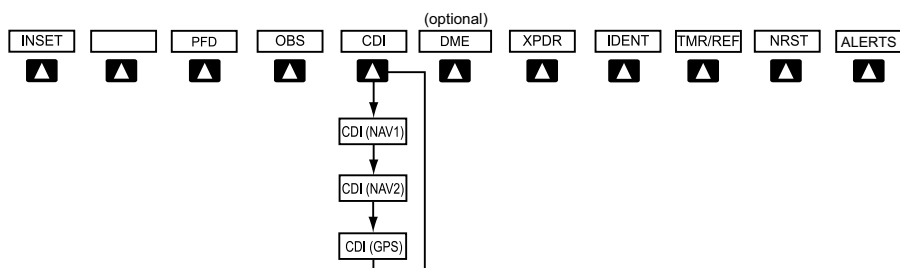 (optional)
INSET PFD OBS CDI DME XPDR IDENT TMR/REF NRST ALERTS
CDI (NAV1)
CDI (NAV2)
CDI (GPS)